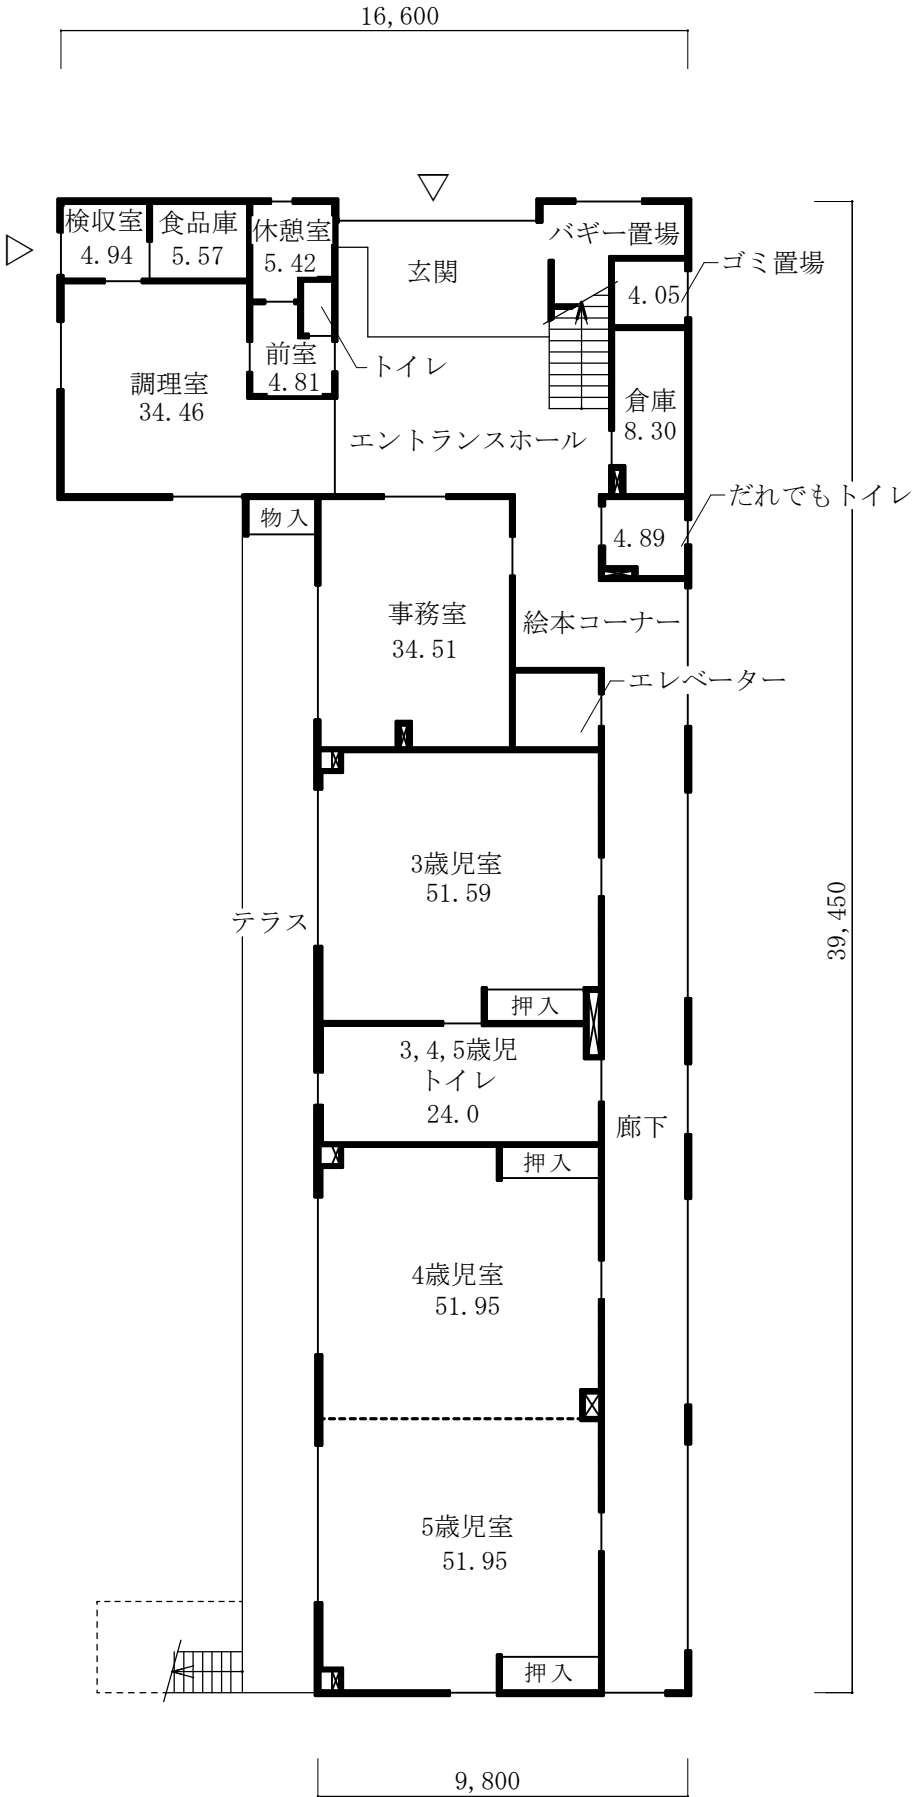 16,600
検収室
4.94
食品庫
5.57
休憩室
5.42
玄関
バギー置場
ゴミ置場
4.05
トイレ
前室
4.81
調理室
34.46
倉庫
8.30
エントランスホール
だれでもトイレ
4.89
物入
事務室
34.51
絵本コーナー
エレベーター
3歳児室
51.59
テラス
39,450
押入
3,4,5歳児
トイレ
24.0
廊下
押入
4歳児室
51.95
5歳児室
51.95
押入
9,800